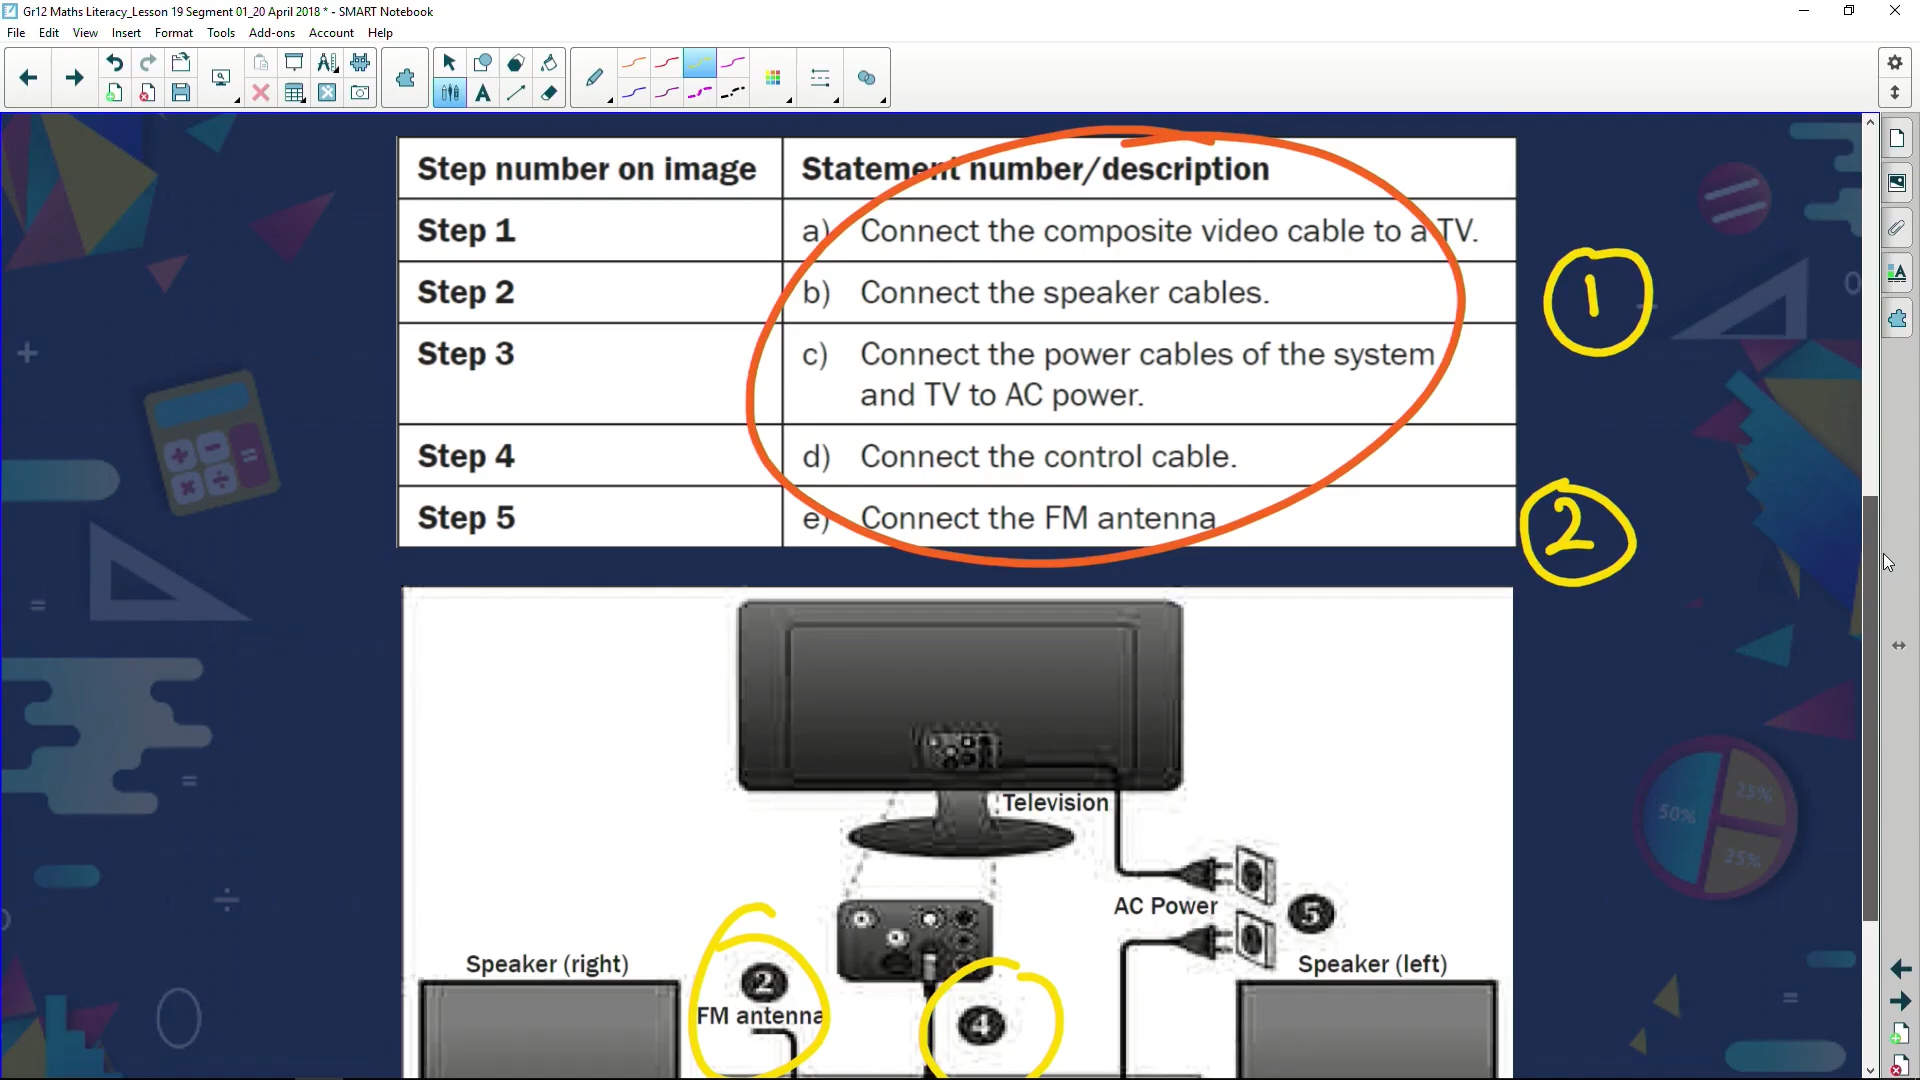 Gr12 Maths Literacy_Lesson 19 Segment 01_20 April 2018 * - SMART Notebook
File Edit View Insert Format Tools Add-ons Account Help
Step number on image Statement number/description
Step 1 a) Connect the composite video cable to a TV.
Step 2 b) Connect the speaker cables.
1
Step 3 c) Connect the power cables of the system
and TV to AC power.
Step 4 d) Connect the control cable.
Step 5 e) Connect the FM antenna
2
50% 25%
25%
Television
AC Power 5
Speaker (right) Speaker (left)
2
FM antenna
4